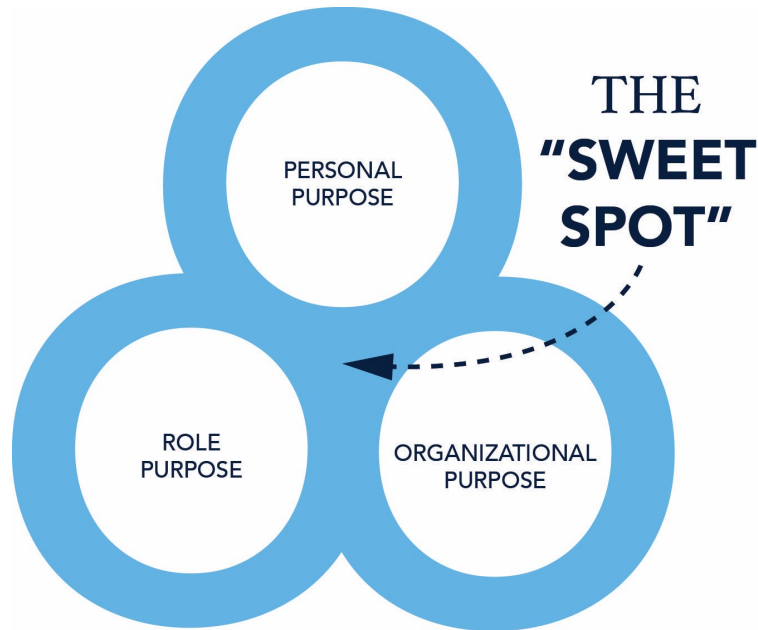 THE
"SWEET
SPOT"
PERSONAL
PURPOSE
ROLE
PURPOSE
ORGANIZATIONAL
PURPOSE